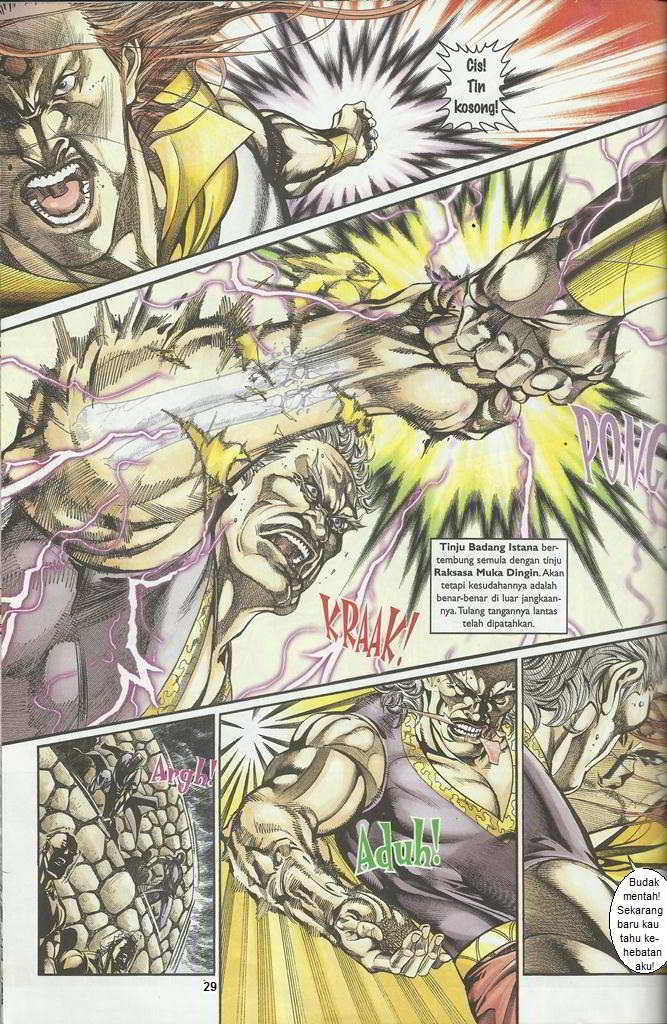 Cis!
Tin
kosong!
PONG
Tinju Badang Istana ber-
tembung semula dengan tinju
Raksasa Muka Dingin. Akan
tetapi kesudahannya adalah
benar-benar di luar jangkaan-
nya. Tulang tangannya lantas
telah dipatahkan.
KRAAK!
Argh!
Aduh!
Budak
mentah!
Sekarang
baru kau
tahu ke-
hebatan
aku!
29